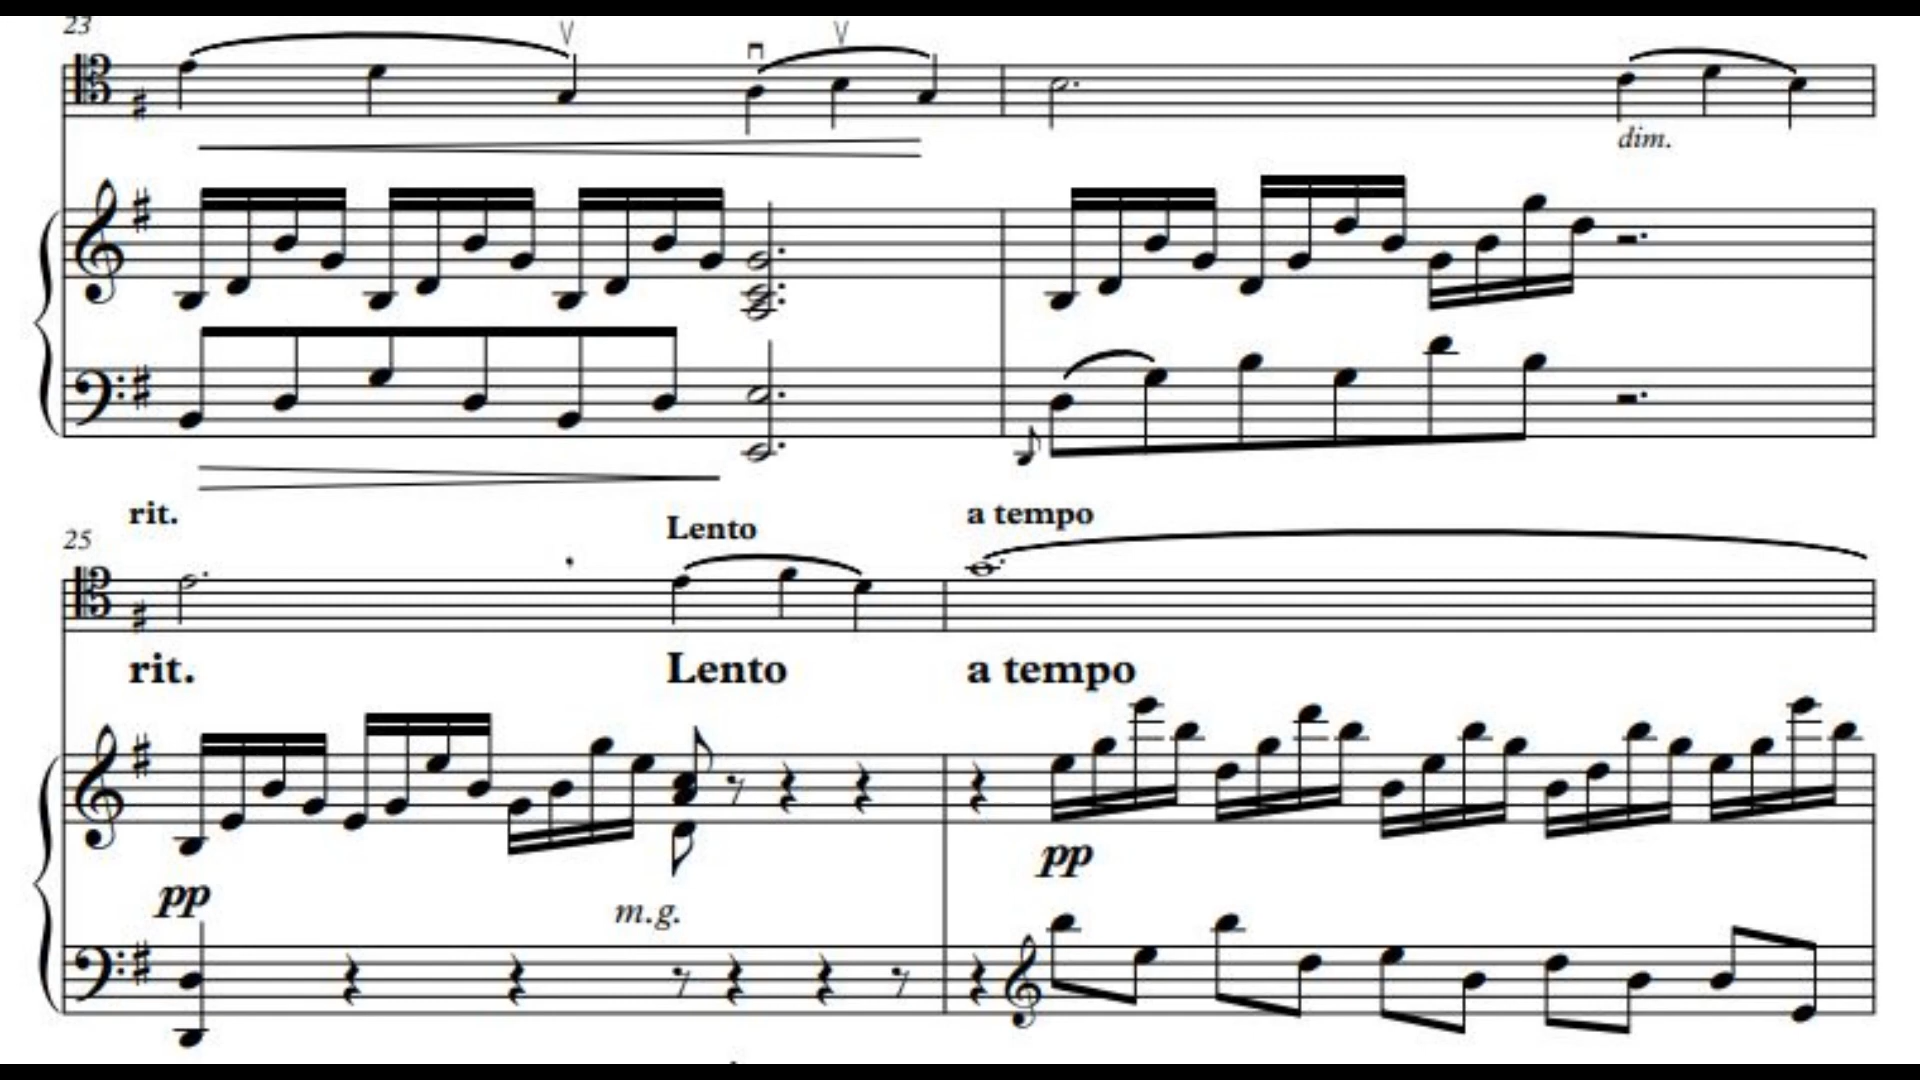 23
dim.
rit.
Lento
a tempo
25
rit.
Lento
a tempo
pp
m.g.
pp